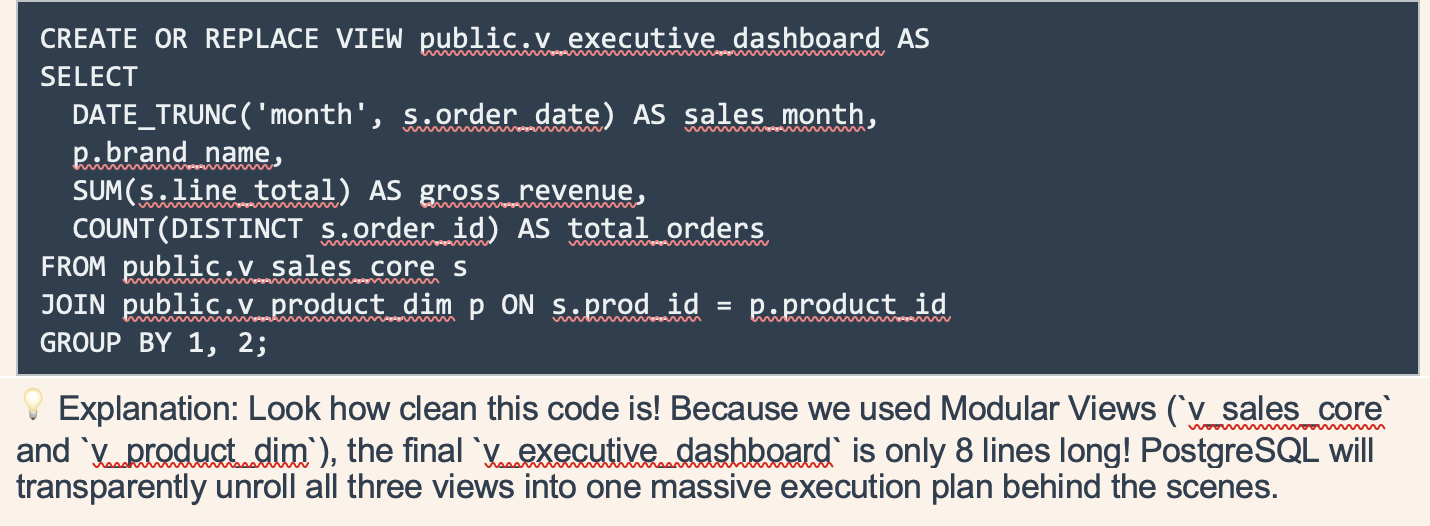 CREATE OR REPLACE VIEW public.v_executive_dashboard AS
SELECT
DATE_TRUNC('month', s.order_date) AS sales_month,
p.brand_name,
SUM(s.line_total) AS gross_revenue,
COUNT(DISTINCT s.order_id) AS total_orders
FROM public.v_sales_core s
JOIN public.v_product_dim p ON s.prod_id = p.product_id
GROUP BY 1, 2;
💡 Explanation: Look how clean this code is! Because we used Modular Views (`v_sales_core`
and `v_product_dim`), the final `v_executive_dashboard` is only 8 lines long! PostgreSQL will
transparently unroll all three views into one massive execution plan behind the scenes.